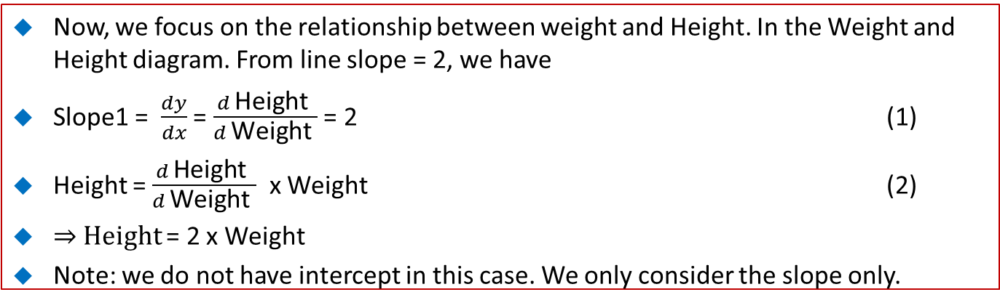 ◆ Now, we focus on the relationship between weight and Height. In the Weight and
Height diagram. From line slope = 2, we have
◆ Slope1 = dy/dx = d Height/d Weight = 2 (1)
◆ Height = d Height/d Weight x Weight (2)
◆ ⇒ Height = 2 x Weight
◆ Note: we do not have intercept in this case. We only consider the slope only.